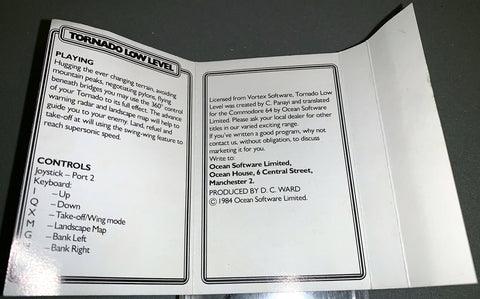 TORNADO LOW LEVEL
PLAYING
Hugging the ever changing terrain, avoiding
mountain peaks, negotiating pylons, flying
beneath bridges you may use the 360° control
of your Tornado to its full effect. The advance
warning radar and landscape map will help to
guide you to your enemy. Land, refuel and
take-off at will using the swing-wing feature to
reach supersonic speed.
CONTROLS
Joystick – Port 2
Keyboard:
I – Up
Q – Down
X – Take-off/Wing mode
M – Landscape Map
G – Bank Left
– Bank Right
Licensed from Vortex Software, Tornado Low
Level was created by C. Panayi and translated
for the Commodore 64 by Ocean Software
Limited. Please ask your local dealer for other
titles in our varied exciting range.
If you've written a good program, why not
contact us, without obligation, to discuss
marketing it for you.
Write to:
Ocean Software Limited,
Ocean House, 6 Central Street,
Manchester 2.
PRODUCED BY D. C. WARD
© 1984 Ocean Software Limited.